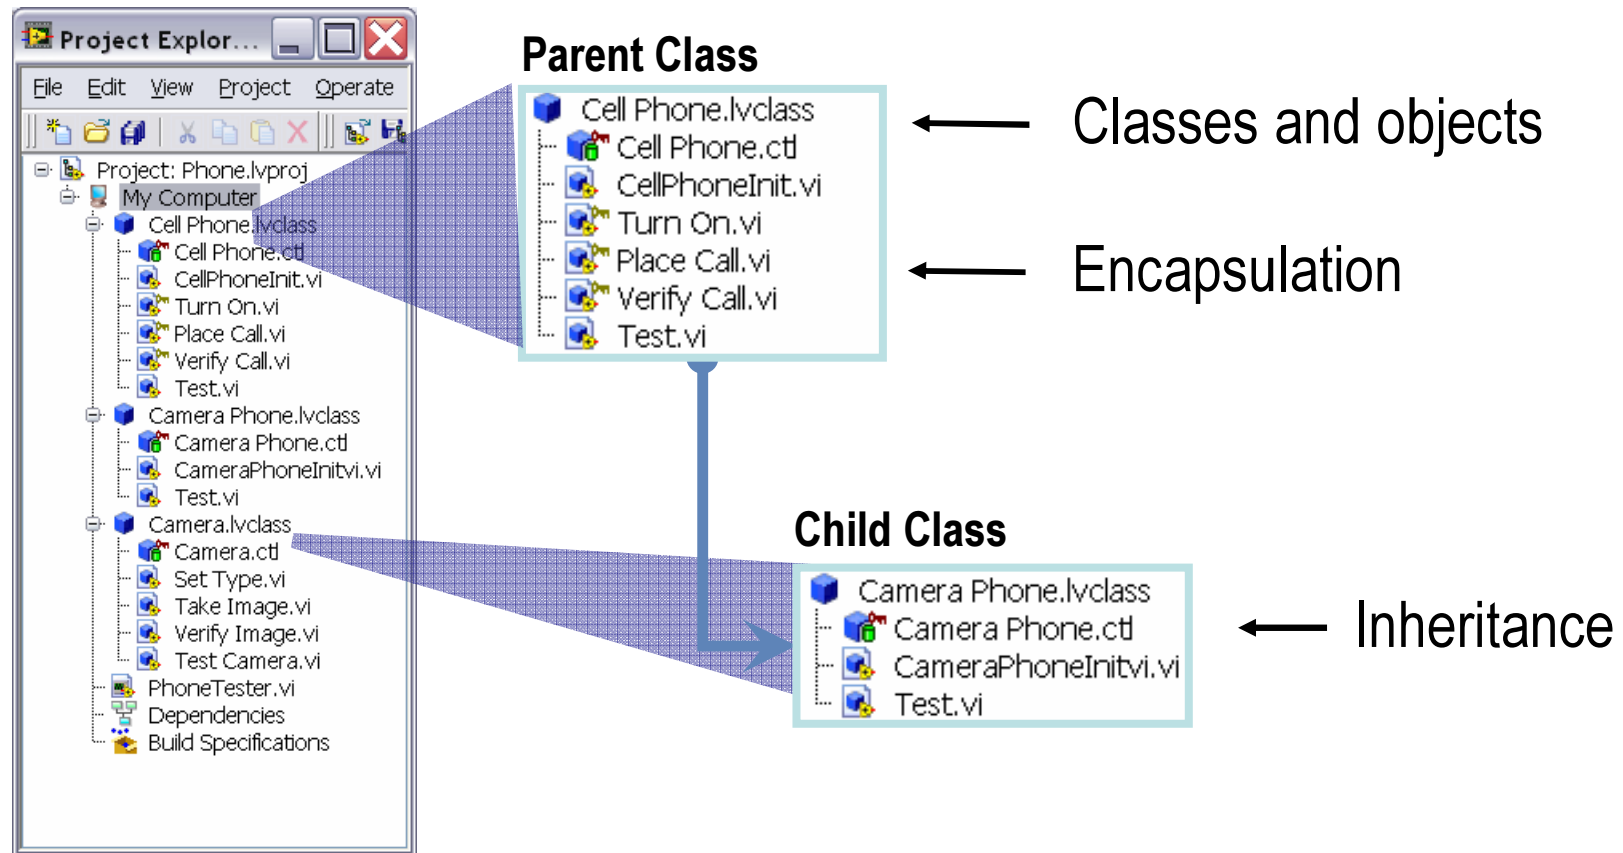 Project Explor...
File Edit View Project Operate
Project: Phone.lvproj
My Computer
Cell Phone.lvclass
Cell Phone.ctl
CellPhoneInit.vi
Turn On.vi
Place Call.vi
Verify Call.vi
Test.vi
Camera Phone.lvclass
Camera Phone.ctl
CameraPhoneInitvi.vi
Test.vi
Camera.lvclass
Camera.ctl
Set Type.vi
Take Image.vi
Verify Image.vi
Test Camera.vi
PhoneTester.vi
Dependencies
Build Specifications
Parent Class
Cell Phone.lvclass
Cell Phone.ctl
CellPhoneInit.vi
Turn On.vi
Place Call.vi
Verify Call.vi
Test.vi
Classes and objects
Encapsulation
Child Class
Camera Phone.lvclass
Camera Phone.ctl
CameraPhoneInitvi.vi
Test.vi
Inheritance